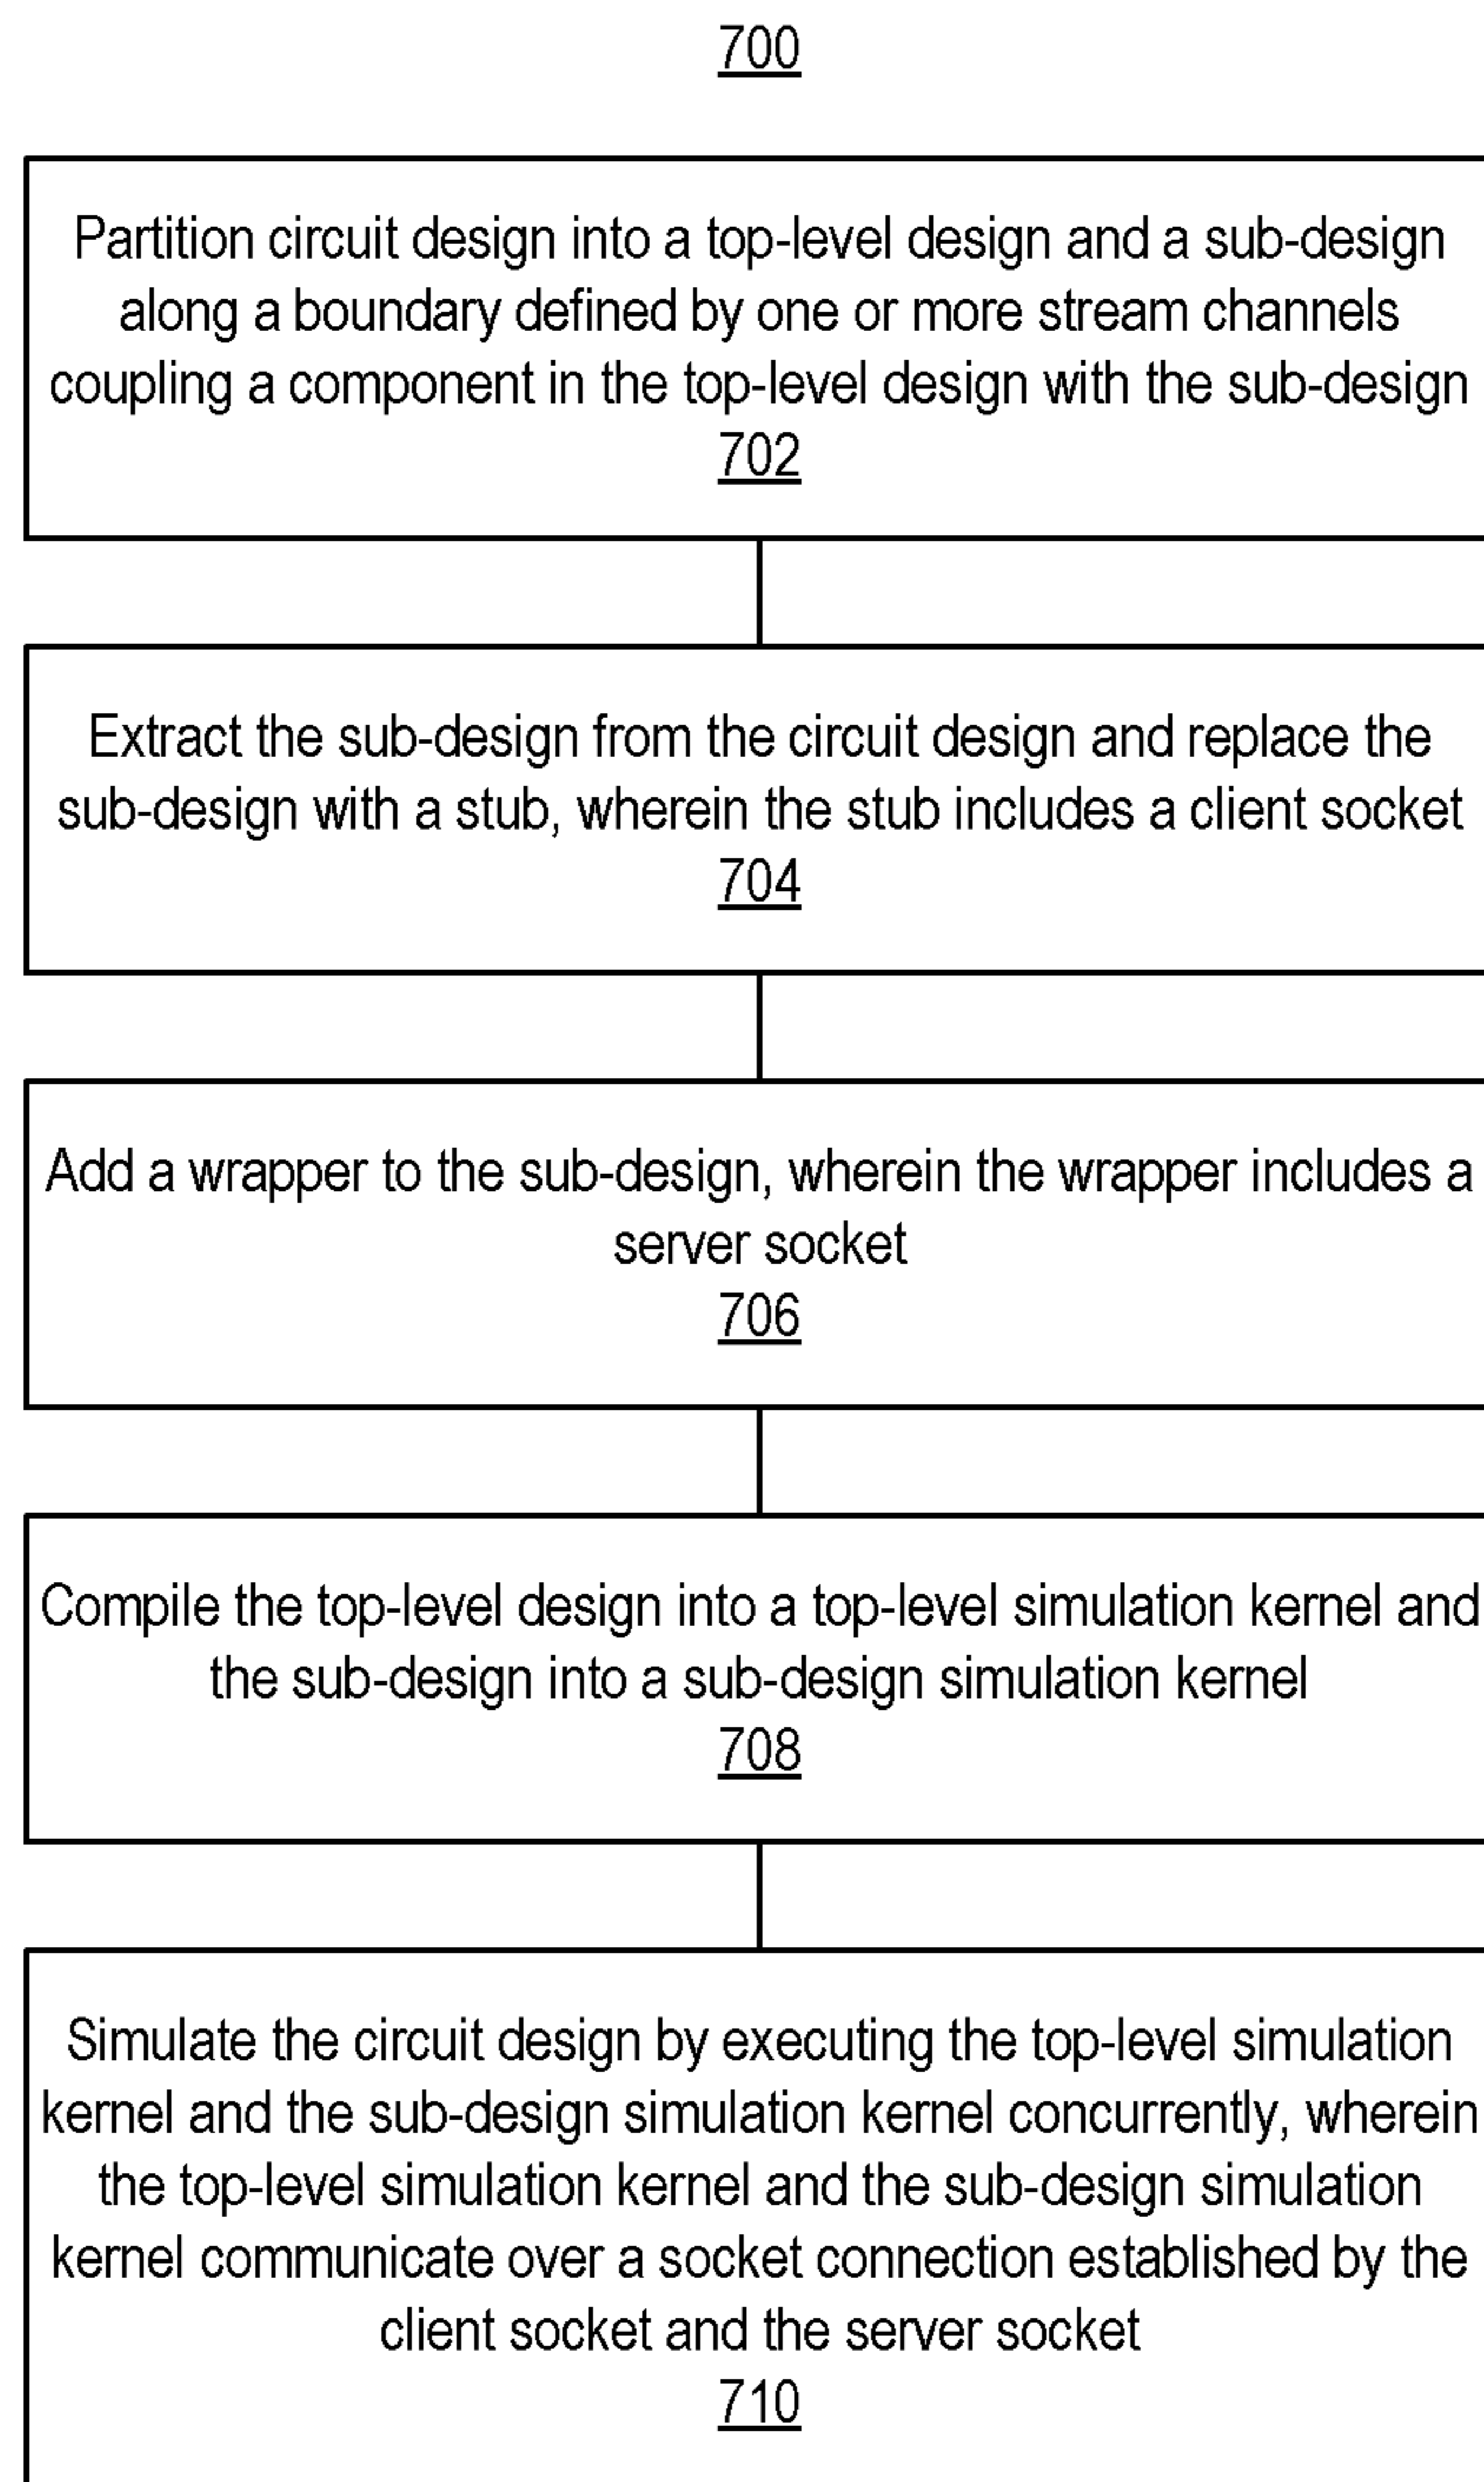 700
Partition circuit design into a top-level design and a sub-design
along a boundary defined by one or more stream channels
coupling a component in the top-level design with the sub-design
702
Extract the sub-design from the circuit design and replace the
sub-design with a stub, wherein the stub includes a client socket
704
Add a wrapper to the sub-design, wherein the wrapper includes a
server socket
706
Compile the top-level design into a top-level simulation kernel and
the sub-design into a sub-design simulation kernel
708
Simulate the circuit design by executing the top-level simulation
kernel and the sub-design simulation kernel concurrently, wherein
the top-level simulation kernel and the sub-design simulation
kernel communicate over a socket connection established by the
client socket and the server socket
710